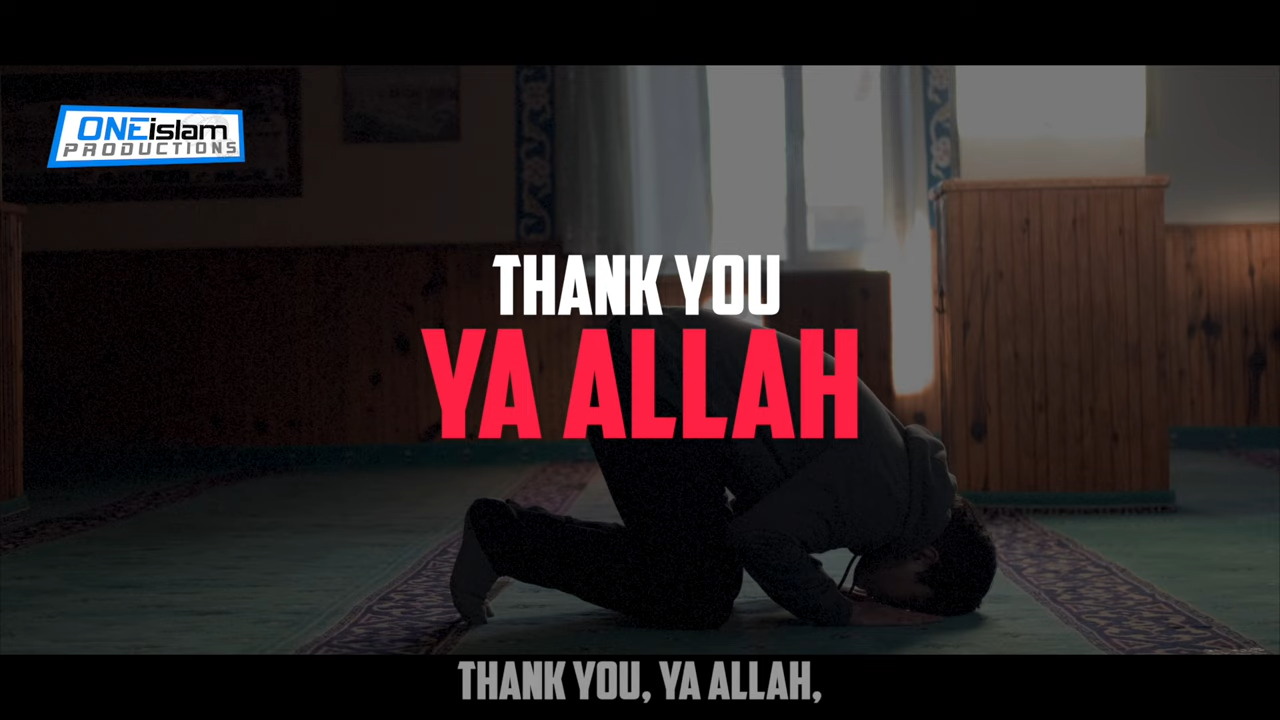 ONEislam
PRODUCTIONS
THANK YOU
YA ALLAH
THANK YOU, YA ALLAH,